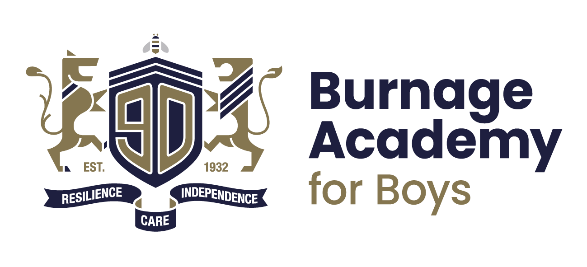 90
EST. 1932
RESILIENCE
CARE
INDEPENDENCE
Burnage
Academy
for Boys